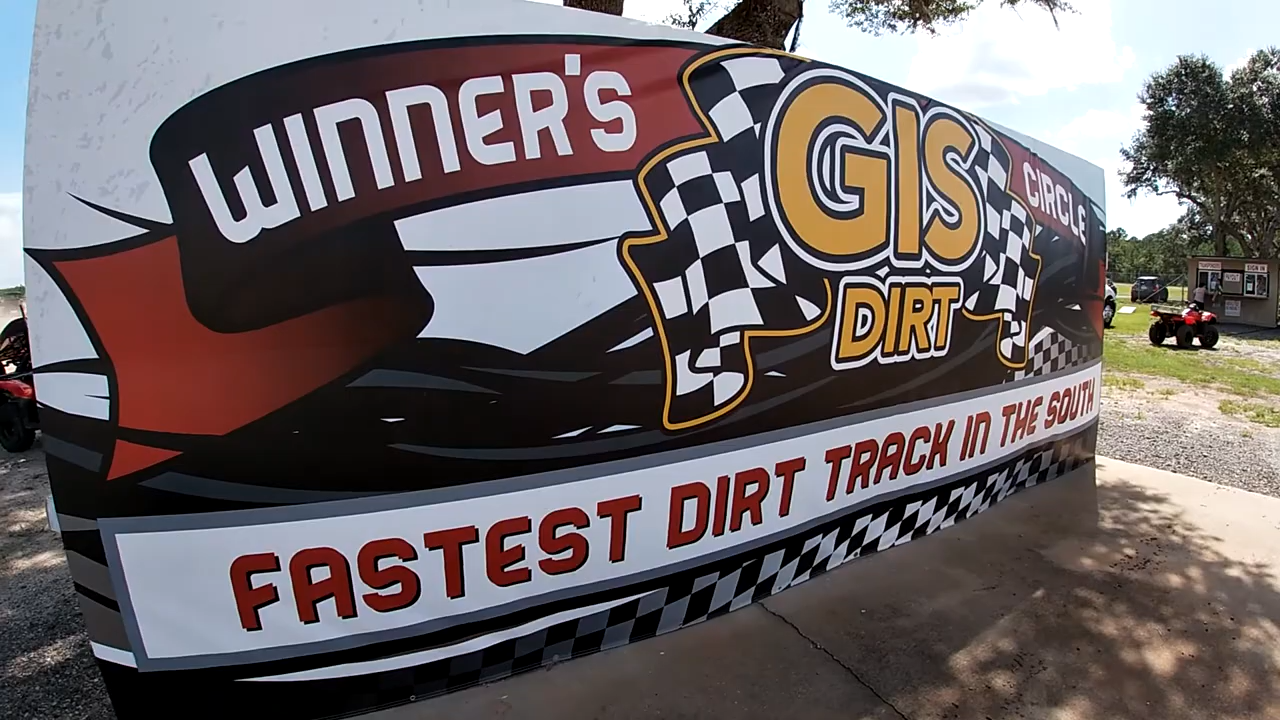 WINNER'S
GIS
CIRCLE
DIRT
FASTEST DIRT TRACK IN THE SOUTH
SIGN IN